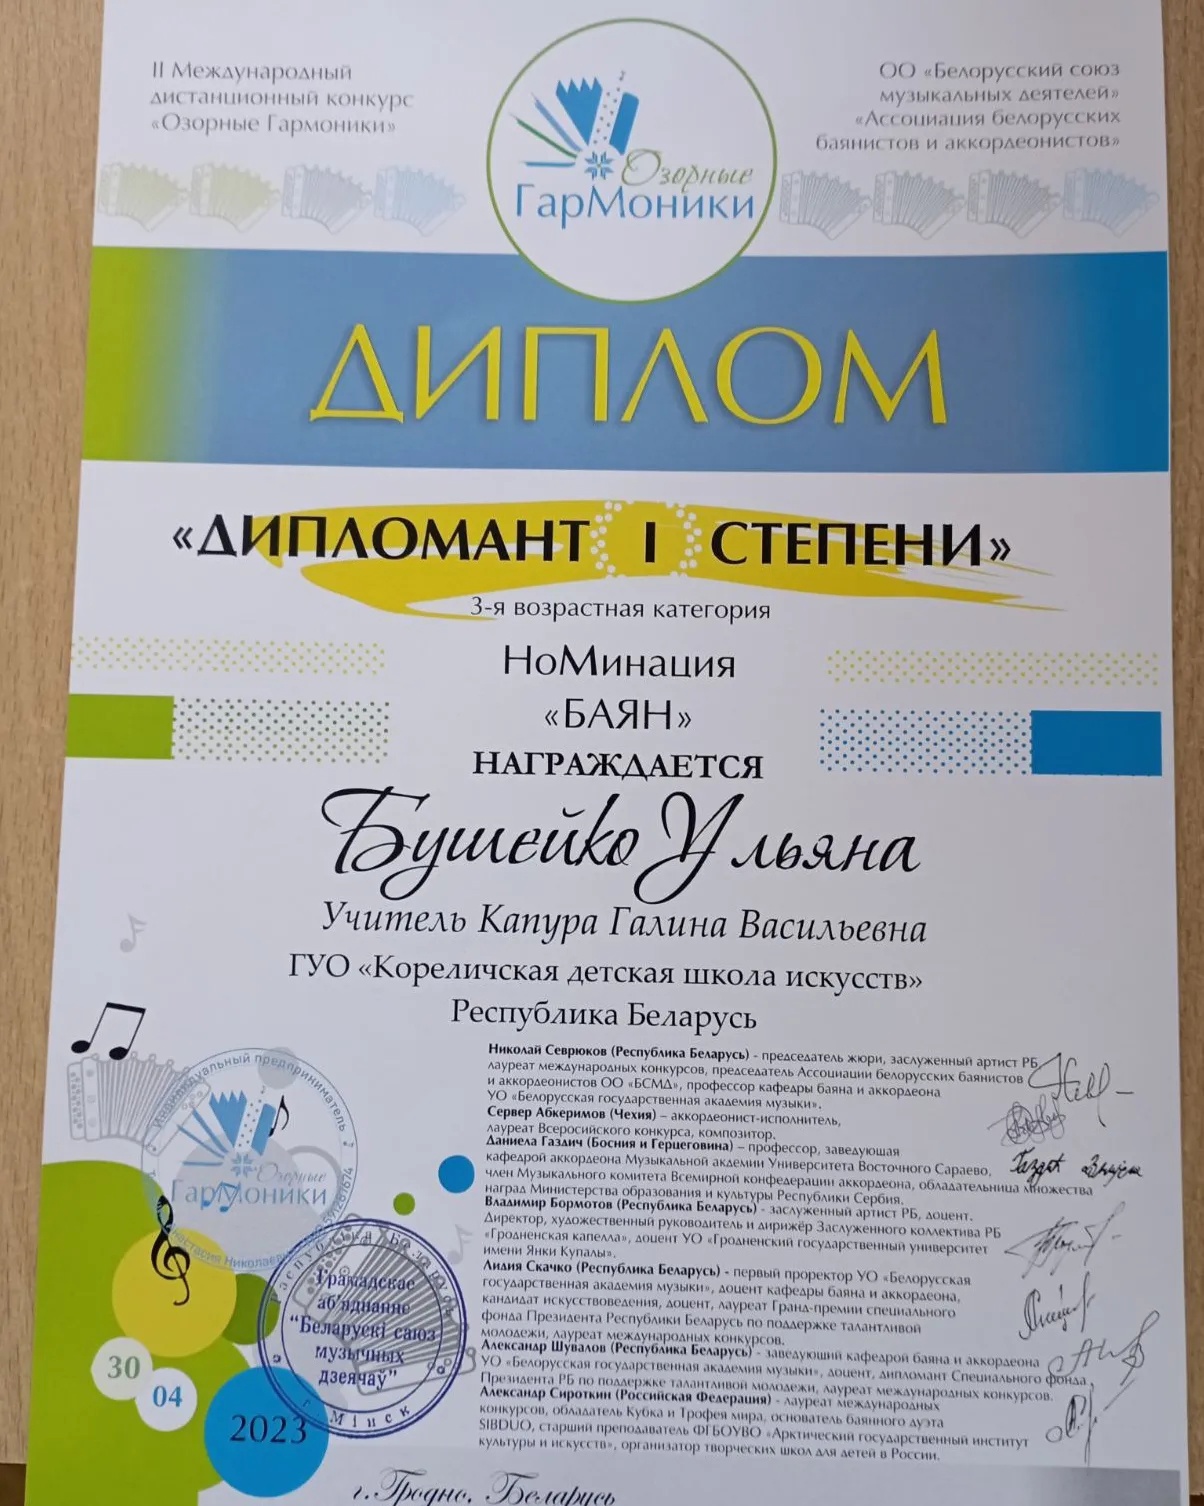 II Международный
дистанционный конкурс
«Озорные Гармоники»
Озорные
ГарМоники
ОО «Белорусский союз
музыкальных деятелей»
«Ассоциация белорусских
баянистов и аккордеонистов»
ДИПЛОМ
«ДИПЛОМАНТ I СТЕПЕНИ»
3-я возрастная категория
НоМинация
«БАЯН»
НАГРАЖДАЕТСЯ
Бушейко Ульяна
Учитель Капура Галина Васильевна
ГУО «Кореличская детская школа искусств»
Республика Беларусь
Николай Севрюков (Республика Беларусь) - председатель жюри, заслуженный артист РБ,
лауреат международных конкурсов, председатель Ассоциации белорусских баянистов
и аккордеонистов ОО «БСМД», профессор кафедры баяна и аккордеона
УО «Белорусская государственная академия музыки».
Сервер Абкеримов (Чехия) – аккордеонист-исполнитель,
лауреат Всеросийского конкурса, композитор.
Даниела Газдич (Босния и Герцеговина) – профессор, заведующая
кафедрой аккордеона Музыкальной акдемии Университета Восточного Сараево,
член Музыкального комитета Всемирной конфедерации аккордеона, обладательница множества
наград Министерства образования и культуры Республики Сербия.
Владимир Бормотов (Республика Беларусь) - заслуженный артист РБ, доцент.
Директор, художественный руководитель и дирижёр Заслуженного коллектива РБ
«Гродненская капелла», доцент УО «Гродненский государственный университет
имени Янки Купалы».
Лидия Скачко (Республика Беларусь) - первый проректор УО «Белорусская
государственная академия музыки», доцент кафедры баяна и аккордеона,
кандидат искусствоведения, доцент, лауреат Гранд-премии специального
фонда Президента Республики Беларусь по поддержке талантливой
молодежи, лауреат международных конкурсов.
Александр Шувалов (Республика Беларусь) - заведующий кафедрой баяна и аккордеона
УО «Белорусская государственная академия музыки», доцент, дипломант Специального фонда
Президента РБ по поддержке талантливой молодежи, лауреат международных конкурсов.
Александр Сироткин (Российская Федерация) - лауреат международных
конкурсов, обладатель Кубка и Трофея мира, основатель баянного дуэта
SIBDUO, старший преподаватель ФГБОУВО «Арктический государственный институт
культуры и искусств», организатор творческих школ для детей в России.
Индивидуальный предприниматель
Озорные
ГарМоники
Рэспубліка Беларусь
Грамадскае
аб'яднанне
"Беларускі саюз
музычных
дзеячаў"
г. Мінск
30
04
2023
г.Гродно, Беларусь